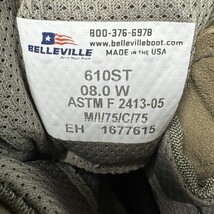 800-376-6978
BELLEVILLE
www.bellevilleboot.com
MADE IN THE USA
610ST
08.0 W
ASTM F 2413-05
M/I/75/C/75
EH 1677615